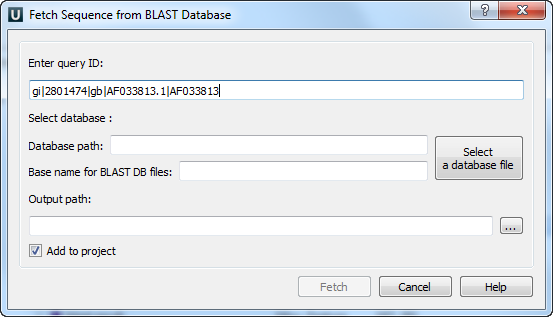 U Fetch Sequence from BLAST Database ?
Enter query ID:
gi|2801474|gb|AF033813.1|AF033813
Select database :
Database path:
Select
a database file
Base name for BLAST DB files:
Output path:
...
Add to project
Fetch Cancel Help